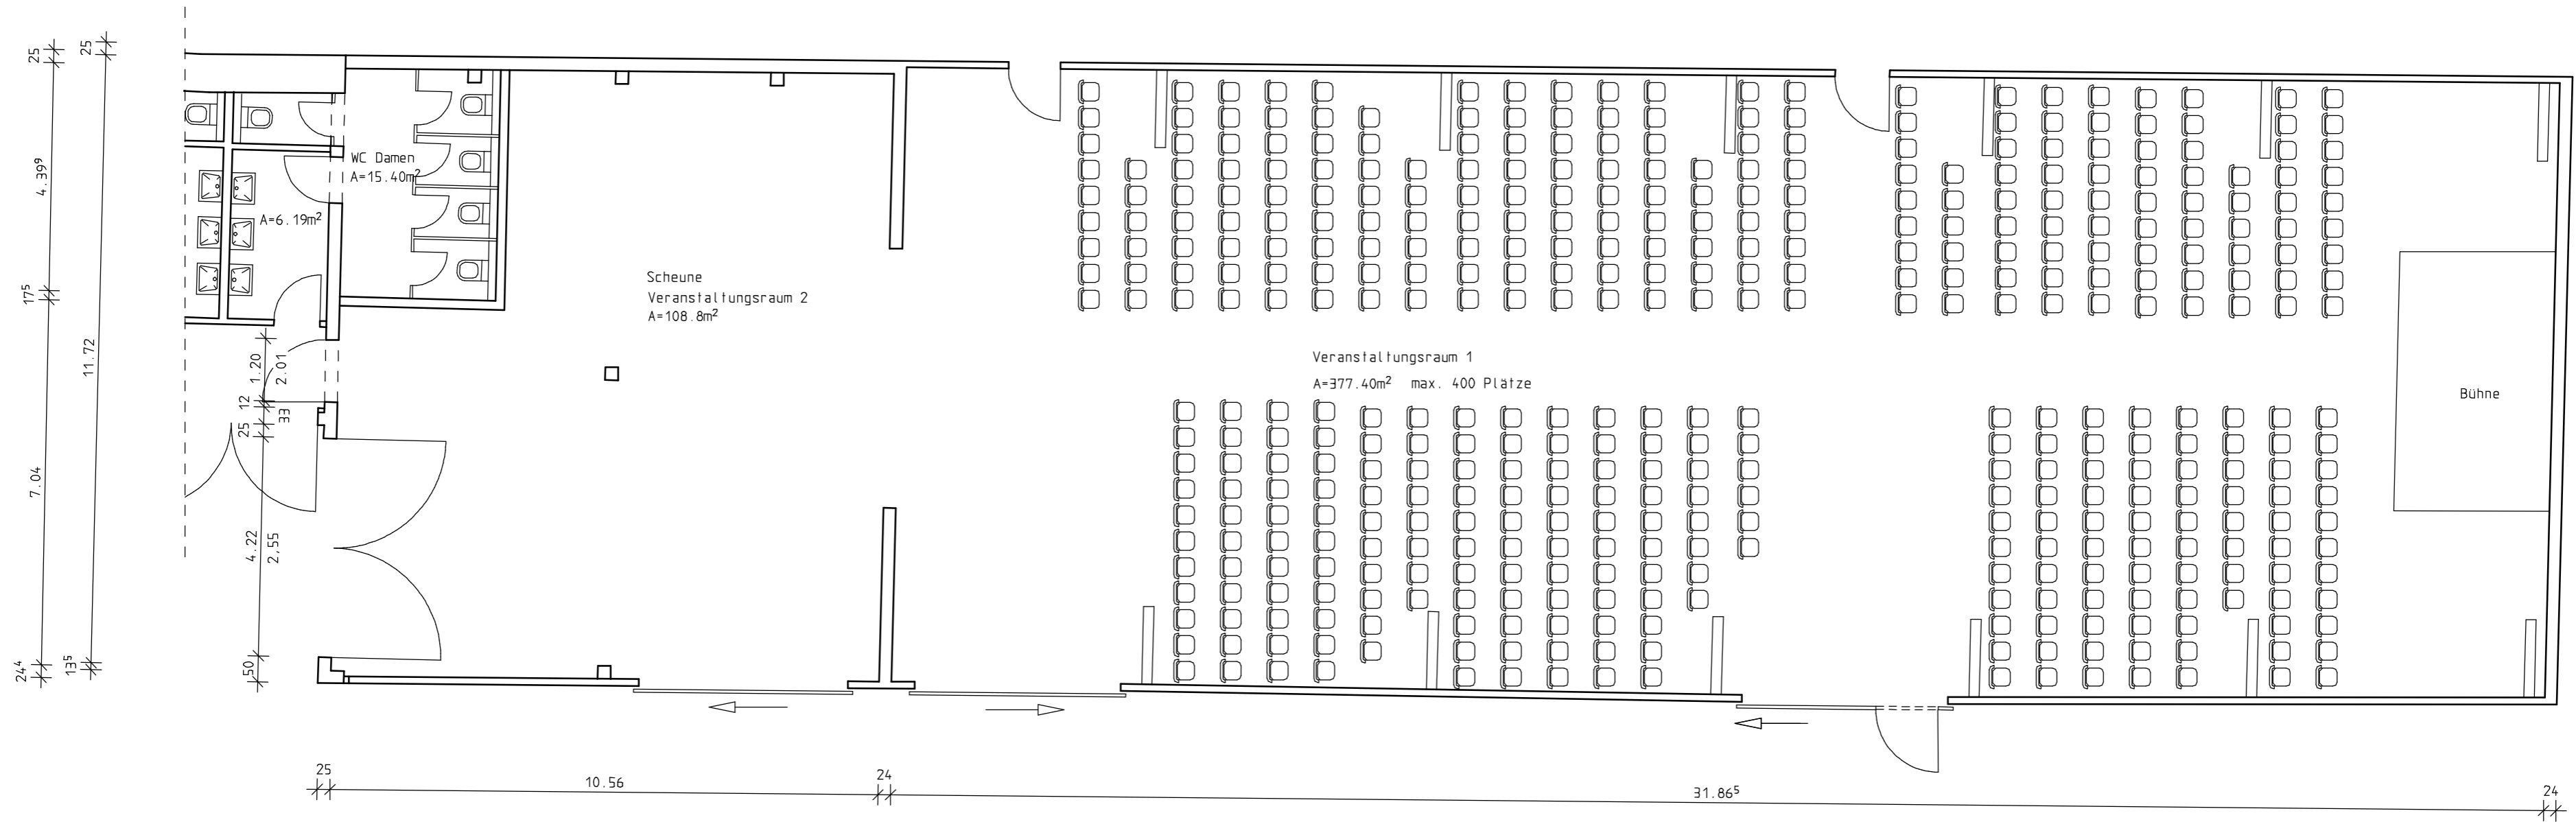 25
25
4.39⁹
17⁵
11.72
7.04
24⁴
13⁵
WC Damen
A=15.40m²
A=6.19m²
1.20
2.01
12
33
25
4.22
2,55
50
Scheune
Veranstaltungsraum 2
A=108.8m²
Veranstaltungsraum 1
A=377.40m² max. 400 Plätze
Bühne
25
10.56
24
31.86⁵
24